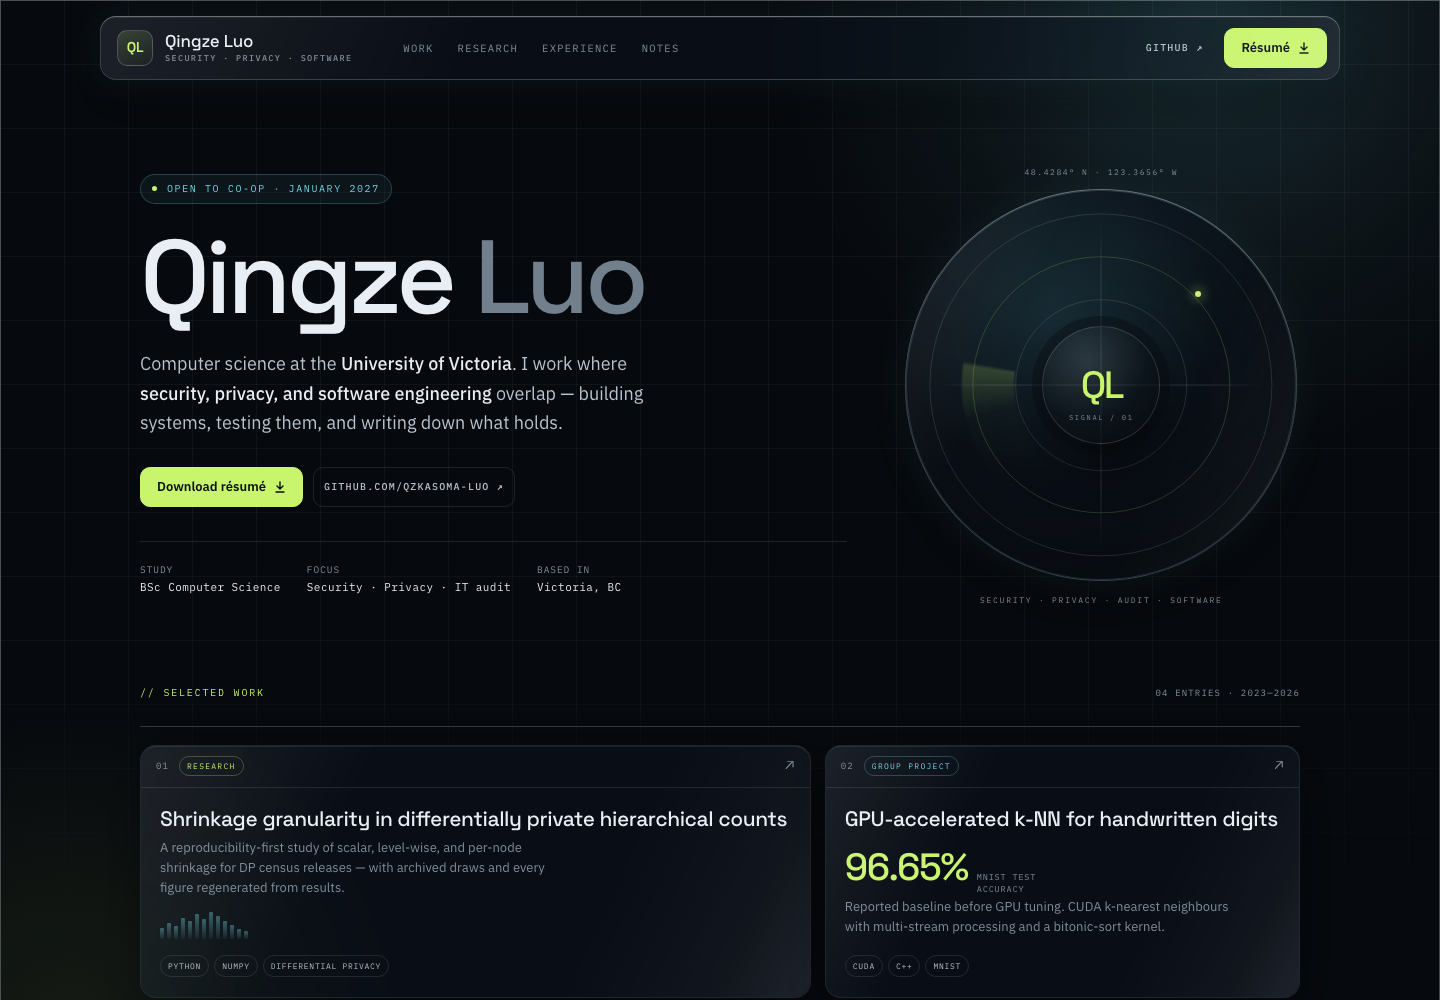 QL
Qingze Luo
SECURITY · PRIVACY · SOFTWARE
WORK
RESEARCH
EXPERIENCE
NOTES
GITHUB ↗
Résumé
48.4284° N · 123.3656° W
OPEN TO CO-OP · JANUARY 2027
Qingze Luo
Computer science at the University of Victoria. I work where
security, privacy, and software engineering overlap — building
systems, testing them, and writing down what holds.
QL
SIGNAL / 01
Download résumé
GITHUB.COM/QZKASOMA-LUO ↗
STUDY
BSc Computer Science
FOCUS
Security · Privacy · IT audit
BASED IN
Victoria, BC
SECURITY · PRIVACY · AUDIT · SOFTWARE
// SELECTED WORK
04 ENTRIES · 2023—2026
01
RESEARCH
Shrinkage granularity in differentially private hierarchical counts
A reproducibility-first study of scalar, level-wise, and per-node
shrinkage for DP census releases — with archived draws and every
figure regenerated from results.
PYTHON
NUMPY
DIFFERENTIAL PRIVACY
02
GROUP PROJECT
GPU-accelerated k-NN for handwritten digits
96.65%
MNIST TEST
ACCURACY
Reported baseline before GPU tuning. CUDA k-nearest neighbours
with multi-stream processing and a bitonic-sort kernel.
CUDA
C++
MNIST